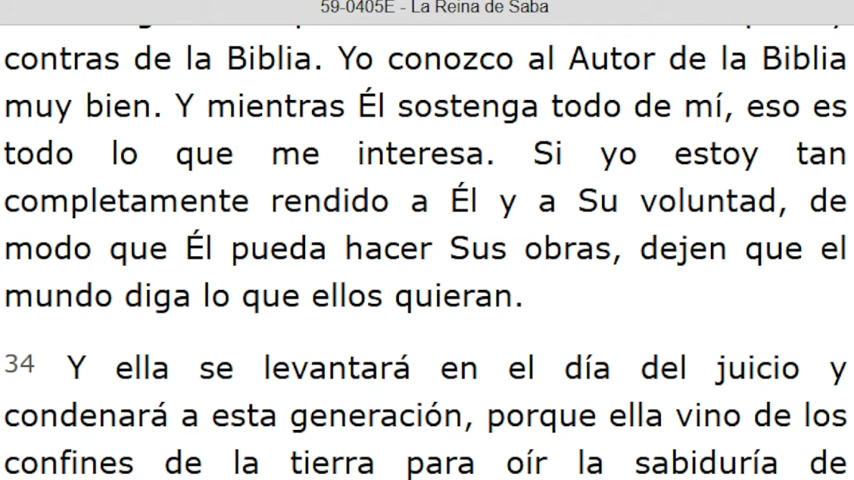 59-0405E - La Reina de Saba
contras de la Biblia. Yo conozco al Autor de la Biblia
muy bien. Y mientras Él sostenga todo de mí, eso es
todo lo que me interesa. Si yo estoy tan
completamente rendido a Él y a Su voluntad, de
modo que Él pueda hacer Sus obras, dejen que el
mundo diga lo que ellos quieran.
34 Y ella se levantará en el día del juicio y
condenará a esta generación, porque ella vino de los
confines de la tierra para oír la sabiduría de